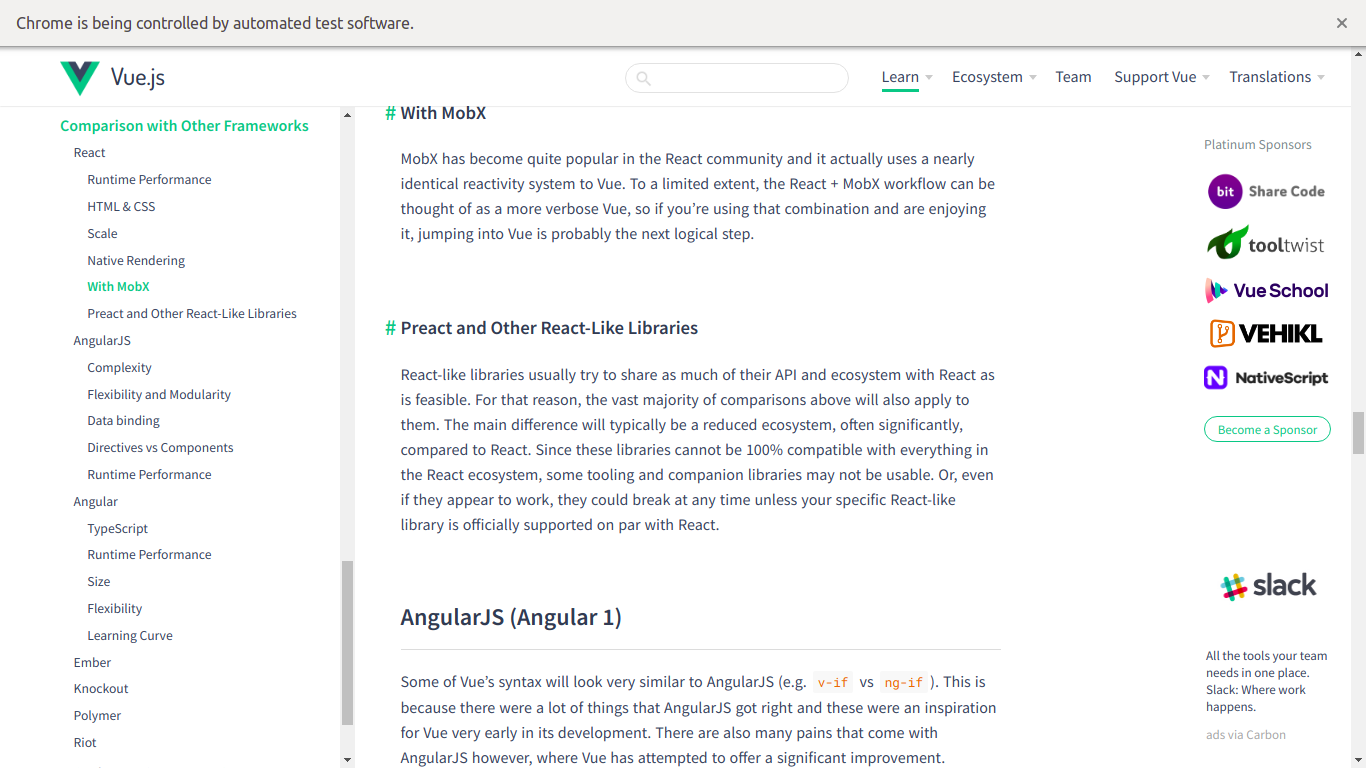 Chrome is being controlled by automated test software.
Vue.js
Learn
Ecosystem
Team
Support Vue
Translations
Comparison with Other Frameworks
React
Runtime Performance
HTML & CSS
Scale
Native Rendering
With MobX
Preact and Other React-Like Libraries
AngularJS
Complexity
Flexibility and Modularity
Data binding
Directives vs Components
Runtime Performance
Angular
TypeScript
Runtime Performance
Size
Flexibility
Learning Curve
Ember
Knockout
Polymer
Riot
# With MobX
MobX has become quite popular in the React community and it actually uses a nearly
identical reactivity system to Vue. To a limited extent, the React + MobX workflow can be
thought of as a more verbose Vue, so if you’re using that combination and are enjoying
it, jumping into Vue is probably the next logical step.
# Preact and Other React-Like Libraries
React-like libraries usually try to share as much of their API and ecosystem with React as
is feasible. For that reason, the vast majority of comparisons above will also apply to
them. The main difference will typically be a reduced ecosystem, often significantly,
compared to React. Since these libraries cannot be 100% compatible with everything in
the React ecosystem, some tooling and companion libraries may not be usable. Or, even
if they appear to work, they could break at any time unless your specific React-like
library is officially supported on par with React.
AngularJS (Angular 1)
Some of Vue’s syntax will look very similar to AngularJS (e.g. v-if vs ng-if ). This is
because there were a lot of things that AngularJS got right and these were an inspiration
for Vue very early in its development. There are also many pains that come with
AngularJS however, where Vue has attempted to offer a significant improvement.
Platinum Sponsors
bit Share Code
tooltwist
Vue School
VEHIKL
NativeScript
Become a Sponsor
slack
All the tools your team
needs in one place.
Slack: Where work
happens.
ads via Carbon